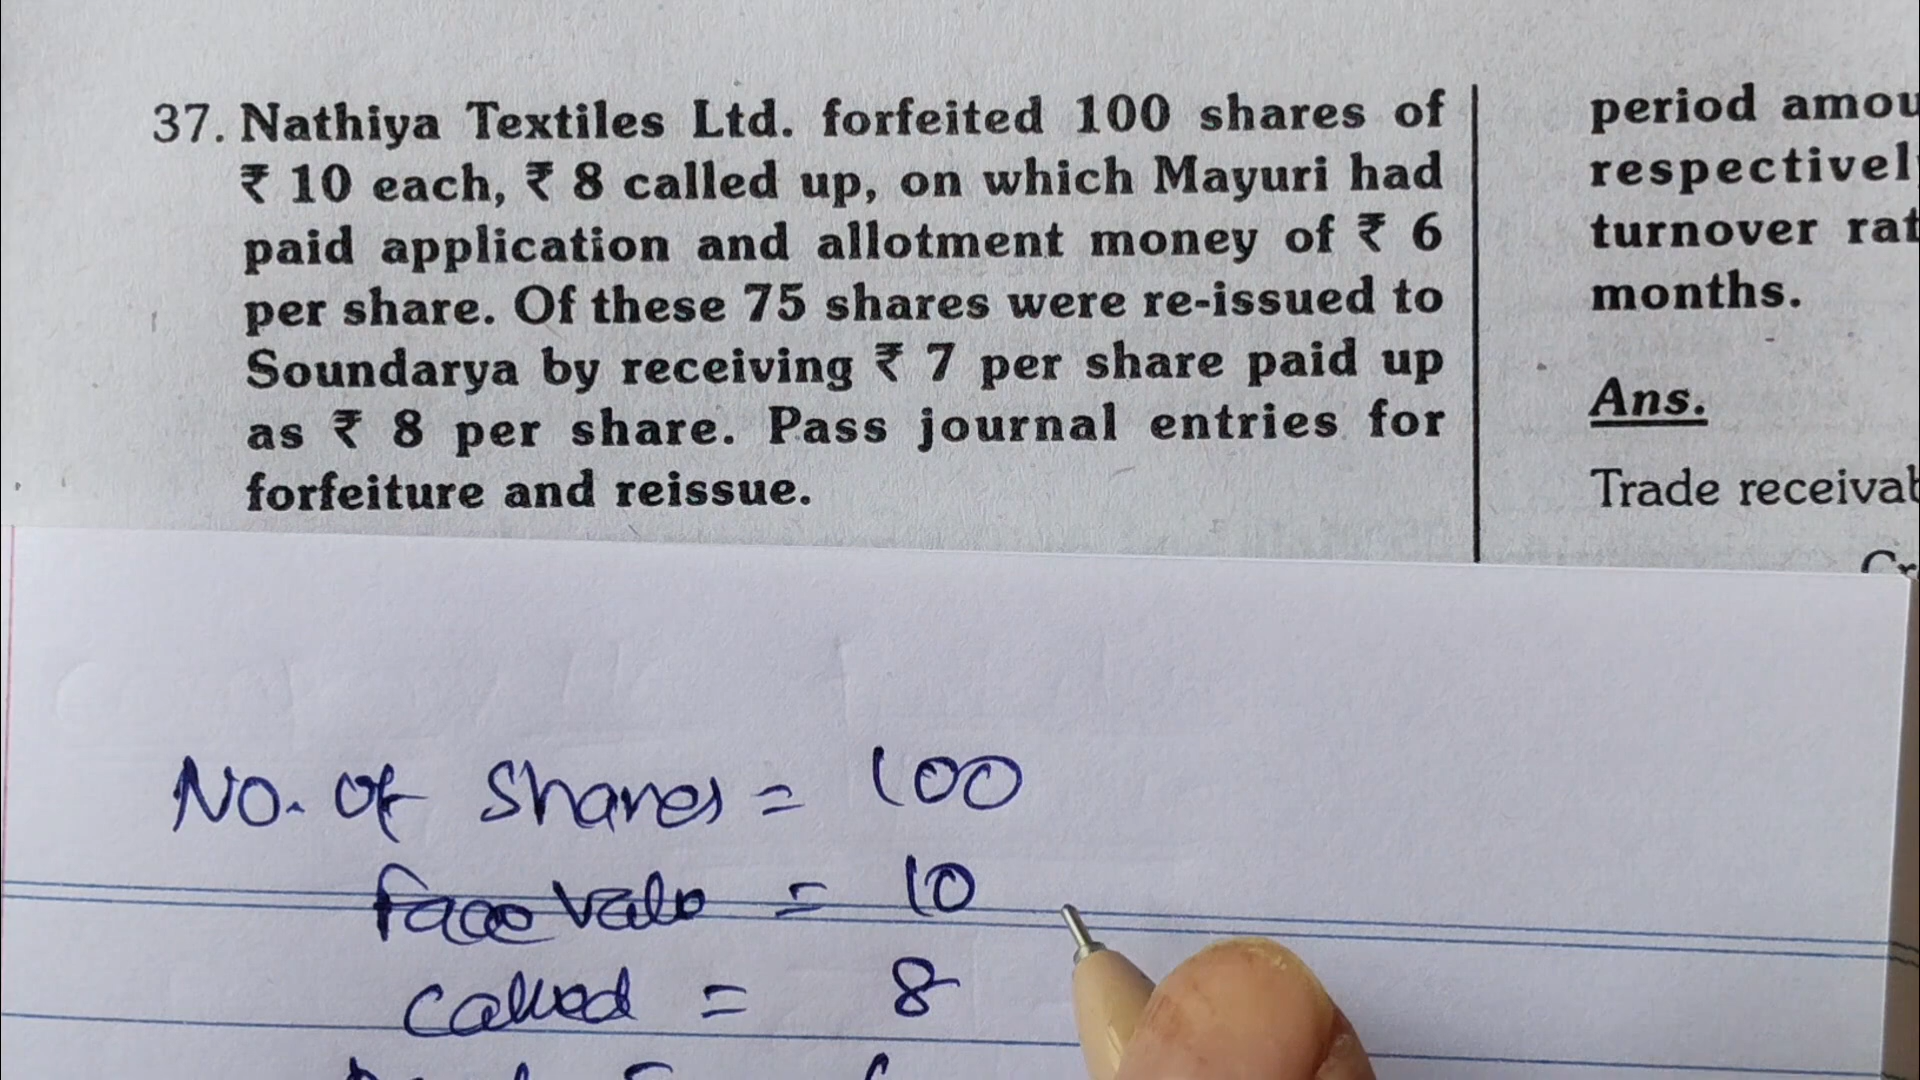 37. Nathiya Textiles Ltd. forfeited 100 shares of
₹ 10 each, ₹ 8 called up, on which Mayuri had
paid application and allotment money of ₹ 6
per share. Of these 75 shares were re-issued to
Soundarya by receiving ₹ 7 per share paid up
as ₹ 8 per share. Pass journal entries for
forfeiture and reissue.
period amou
respectivel
turnover rat
months.
Ans.
Trade receivab
Cr
No. of shares = 100
face valu = 10
called = 8